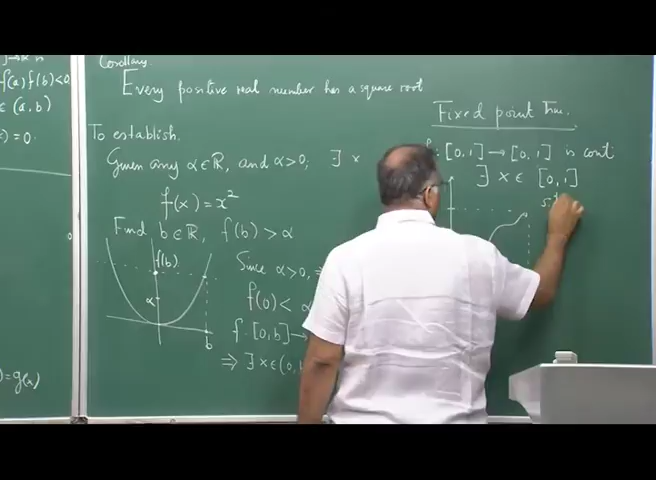 f(a)f(b)<0
(a, b)
) = 0.
) = g(a)
Corollary.
Every positive real number has a square root
To establish.
Given any α ∈ ℝ, and α > 0, ∃ x
f(x) = x²
Find b ∈ ℝ, f(b) > α
f(b)
α
b
Since α > 0,
f(0) <
f: [0, b] →
⇒ ∃ x ∈ (0,
Fixed point Thm.
: [0, 1] → [0, 1] is cont
∃ x ∈ [0, 1]